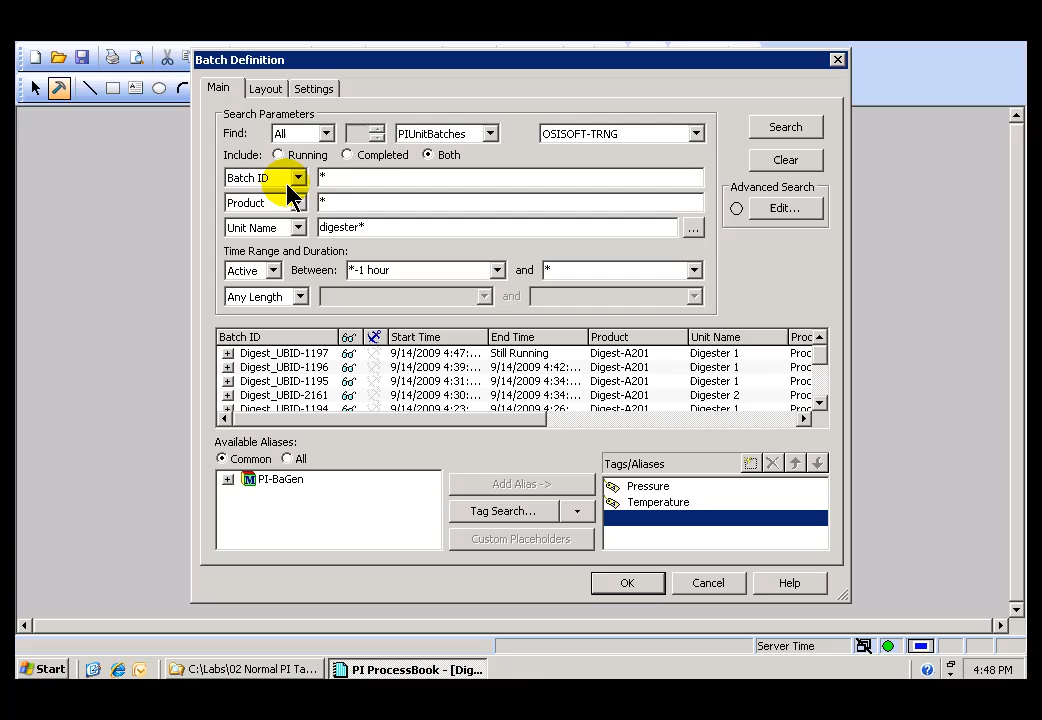 Batch Definition
Main Layout Settings
Search Parameters
Find: All PIUnitBatches OSISOFT-TRNG Search
Include: Running Completed Both Clear
Batch ID *
Advanced Search
Product * Edit...
Unit Name digester* ...
Time Range and Duration:
Active Between: *-1 hour and *
Any Length and
Batch ID Start Time End Time Product Unit Name Proc
Digest_UBID-1197 9/14/2009 4:47:... Still Running Digest-A201 Digester 1 Proc
Digest_UBID-1196 9/14/2009 4:39:... 9/14/2009 4:42:... Digest-A201 Digester 1 Proc
Digest_UBID-1195 9/14/2009 4:31:... 9/14/2009 4:34:... Digest-A201 Digester 1 Proc
Digest_UBID-2161 9/14/2009 4:30:... 9/14/2009 4:34:... Digest-A201 Digester 2 Proc
Digest_UBID-1194 9/14/2009 4:23: 9/14/2009 4:26: Digest-A201 Digester 1 Proc
Available Aliases:
Common All
Tags/Aliases
PI-BaGen
Add Alias ->
Pressure
Temperature
Tag Search...
Custom Placeholders
OK Cancel Help
Server Time
Start C:\Labs\02 Normal PI Ta... PI ProcessBook - [Dig... 4:48 PM